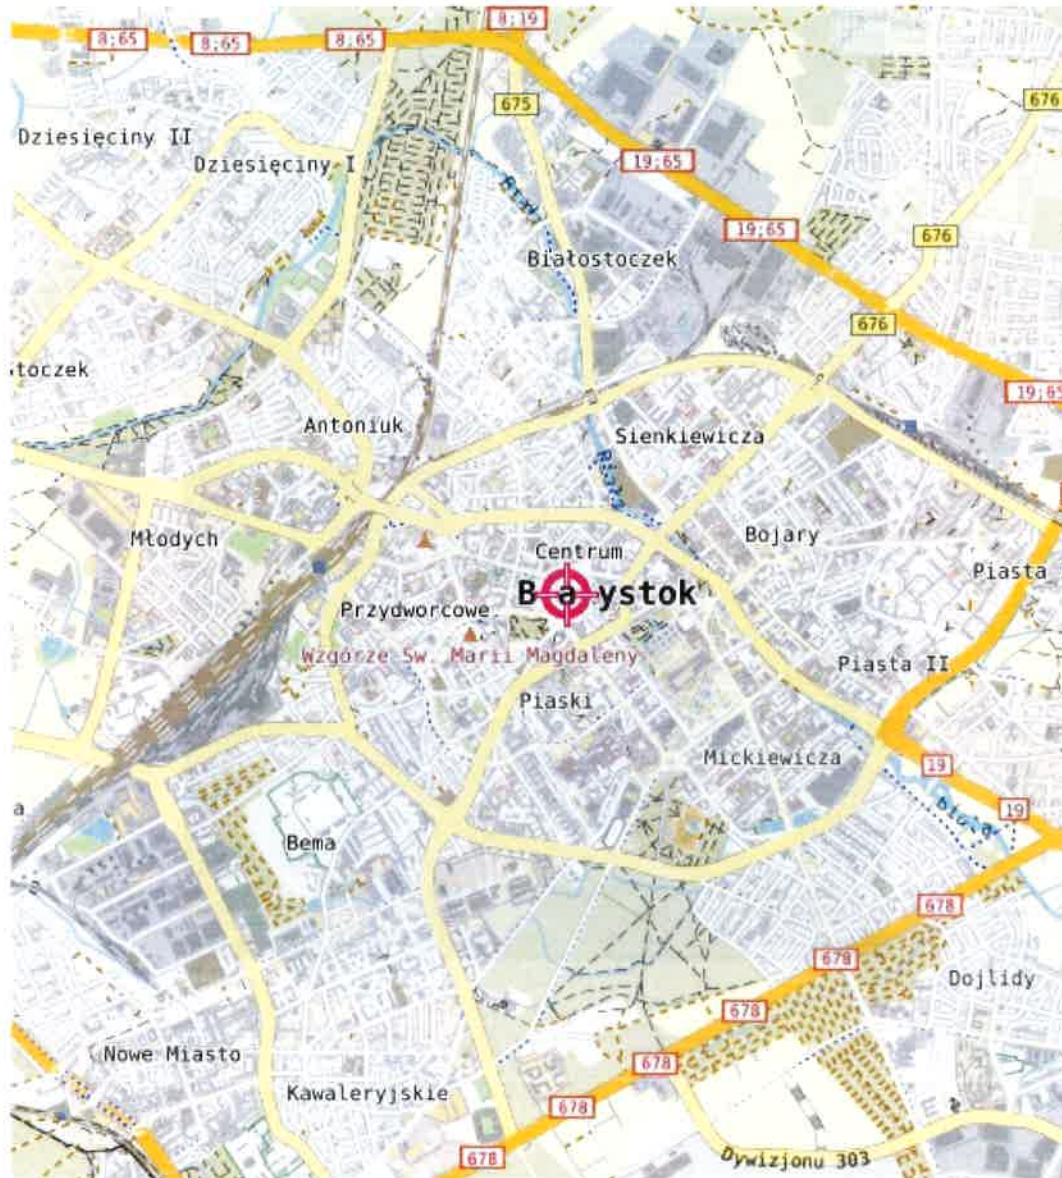 8;19
8;65
8;65
8;65
675
676
Dziesięciny II
Dziesięciny I
19;65
Biała
19;65
676
Białostoczek
676
toczek
19;65
Antoniuk
Sienkiewicza
Biała
Młodych
Centrum
Bojary
Piasta
B a ystok
Przydworcowe
Wzgórze Św. Marii Magdaleny
Piasta II
Piaski
Mickiewicza
19
a
19
Biała
Bema
678
678
Dojlidy
678
Nowe Miasto
678
Kawaleryjskie
678
678
Dywizjonu 303